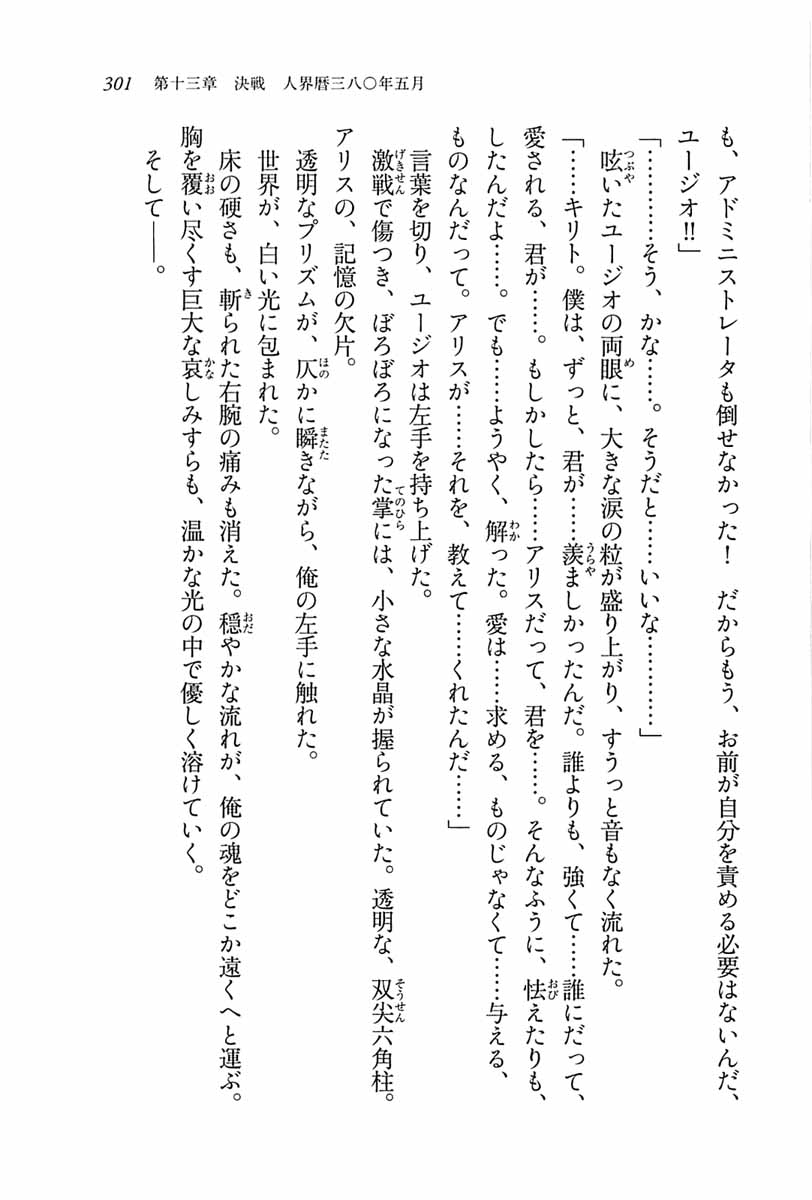 301 第十三章 決戦 人界暦三八〇年五月
も、アドミニストレータも倒せなかった！ だからもう、お前が自分を責める必要はないんだ、
ユージオ!!」
「…………そう、かな……。そうだと……いいな…………」
呟いたユージオの両眼に、大きな涙の粒が盛り上がり、すうっと音もなく流れた。
「……キリト。僕は、ずっと、君が……羨ましかったんだ。誰よりも、強くて……誰にだって、
愛される、君が……。もしかしたら……アリスだって、君を……。そんなふうに、怯えたりも、
したんだよ……。でも……ようやく、解った。愛は……求める、ものじゃなくて……与える、
ものなんだって。アリスが……それを、教えて……くれたんだ……」
言葉を切り、ユージオは左手を持ち上げた。
激戦で傷つき、ぼろぼろになった掌には、小さな水晶が握られていた。透明な、双尖六角柱。
アリスの、記憶の欠片。
透明なプリズムが、仄かに瞬きながら、俺の左手に触れた。
世界が、白い光に包まれた。
床の硬さも、斬られた右腕の痛みも消えた。穏やかな流れが、俺の魂をどこか遠くへと運ぶ。
胸を覆い尽くす巨大な哀しみすらも、温かな光の中で優しく溶けていく。
そして――。